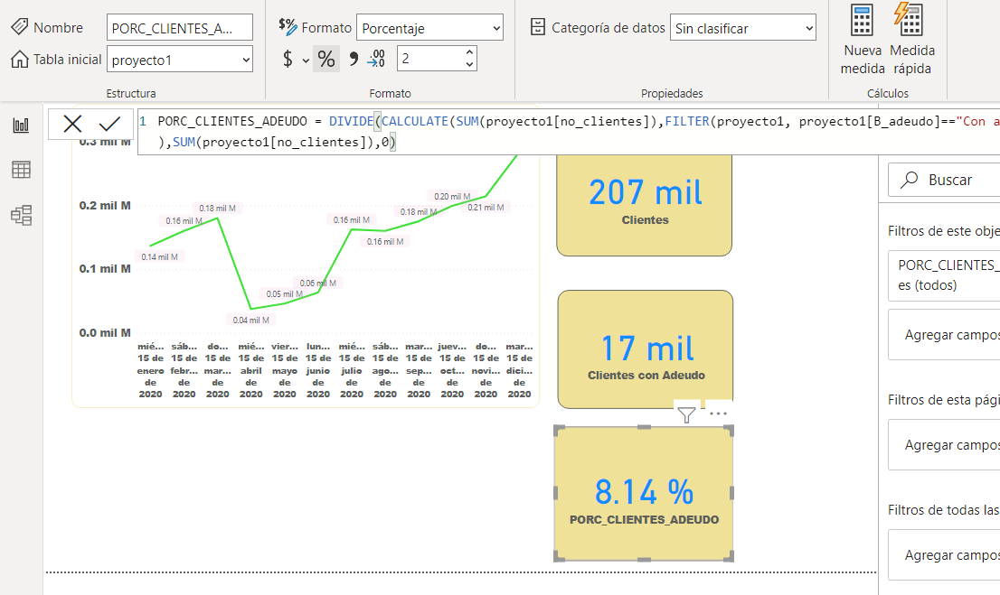 Nombre
PORC_CLIENTES_A...
Formato
Porcentaje
Categoría de datos
Sin clasificar
Tabla inicial
proyecto1
$
%
,
.00
→.0
2
Nueva
medida
Medida
rápida
Estructura
Formato
Propiedades
Cálculos
1 PORC_CLIENTES_ADEUDO = DIVIDE(CALCULATE(SUM(proyecto1[no_clientes]),FILTER(proyecto1, proyecto1[B_adeudo]=="Con a
),SUM(proyecto1[no_clientes]),0)
0.3 mil M
0.2 mil M
0.1 mil M
0.0 mil M
0.14 mil M
0.16 mil M
0.18 mil M
0.04 mil M
0.05 mil M
0.06 mil M
0.16 mil M
0.16 mil M
0.18 mil M
0.20 mil M
0.21 mil M
mié... sáb... do... mié... vier... lun... mié... sáb... mar... juev... do... mar...
15 de 15 de 15 de 15 de 15 de 15 de 15 de 15 de 15 de 15 de 15 de 15 de
enero febr... mar... abril mayo junio julio ago... sep... oct... novi... dici...
de de de de de de de de de de de de
2020 2020 2020 2020 2020 2020 2020 2020 2020 2020 2020 2020
207 mil
Clientes
17 mil
Clientes con Adeudo
8.14 %
PORC_CLIENTES_ADEUDO
Buscar
Filtros de este obje
PORC_CLIENTES_
es (todos)
Agregar campos
Filtros de esta pági
Agregar campos
Filtros de todas las
Agregar campos